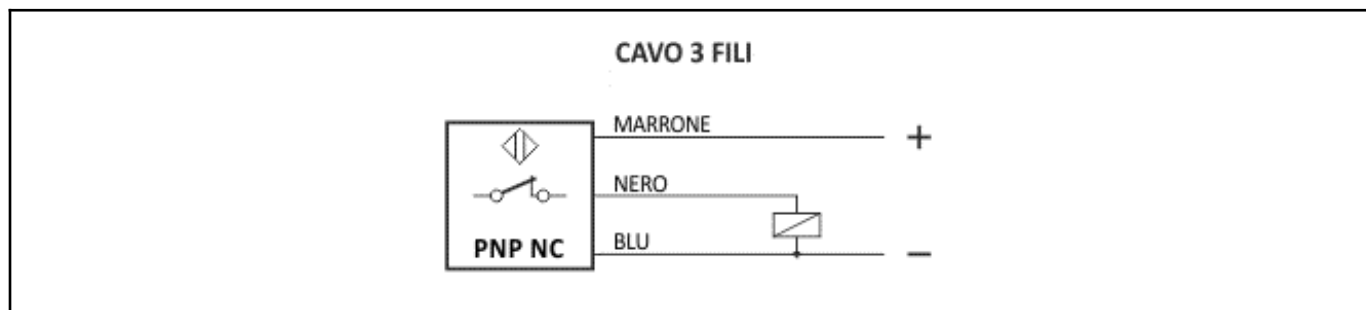 CAVO 3 FILI
MARRONE +
NERO
PNP NC
BLU −